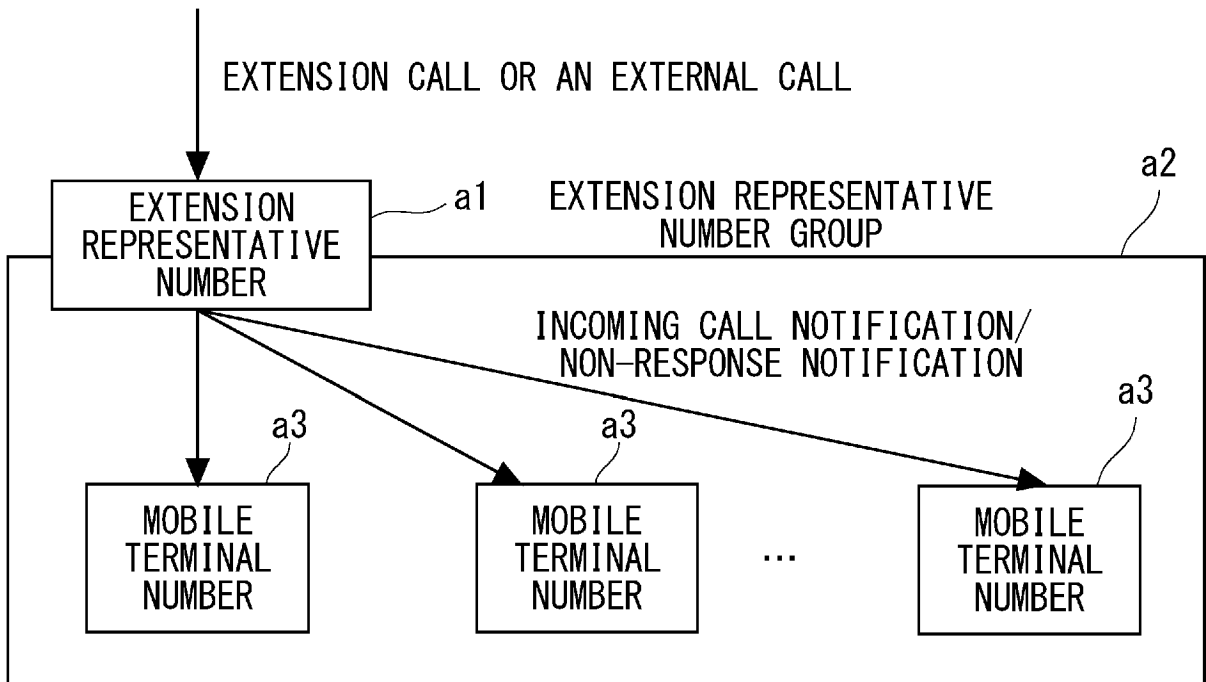 EXTENSION CALL OR AN EXTERNAL CALL
EXTENSION
REPRESENTATIVE
NUMBER
a1
EXTENSION REPRESENTATIVE
NUMBER GROUP
a2
INCOMING CALL NOTIFICATION/
NON-RESPONSE NOTIFICATION
a3
a3
a3
MOBILE
TERMINAL
NUMBER
MOBILE
TERMINAL
NUMBER
...
MOBILE
TERMINAL
NUMBER